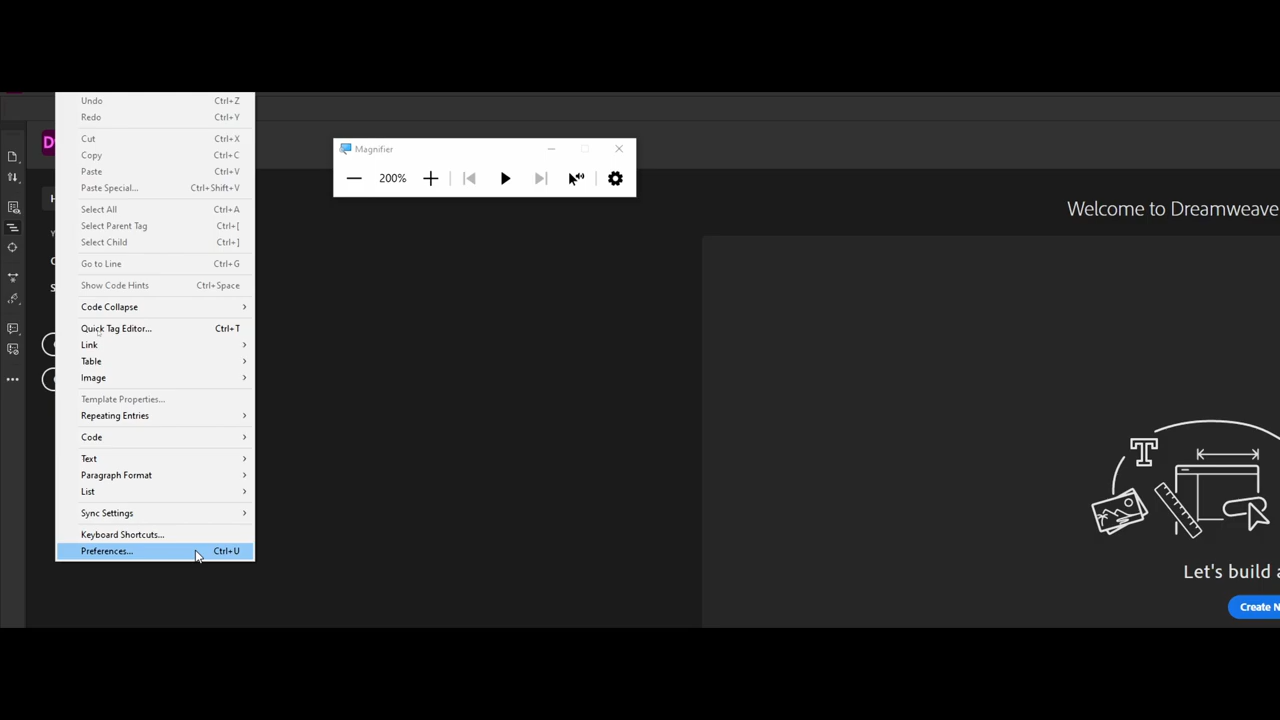 Undo Ctrl+Z
Redo Ctrl+Y
Cut Ctrl+X
Copy Ctrl+C
Paste Ctrl+V
Paste Special... Ctrl+Shift+V
Select All Ctrl+A
Select Parent Tag Ctrl+[
Select Child Ctrl+]
Go to Line Ctrl+G
Show Code Hints Ctrl+Space
Code Collapse
Quick Tag Editor... Ctrl+T
Link
Table
Image
Template Properties...
Repeating Entries
Code
Text
Paragraph Format
List
Sync Settings
Keyboard Shortcuts...
Preferences... Ctrl+U
Magnifier
200%
Welcome to Dreamweave
T
Let's build a
Create N